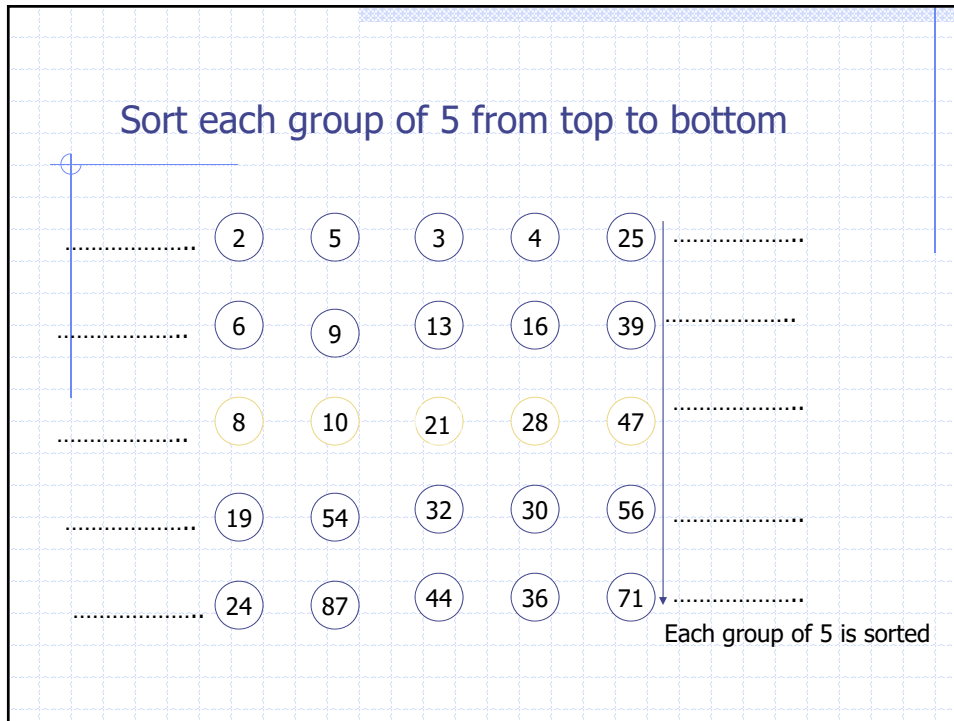 Sort each group of 5 from top to bottom
……………….. 2 5 3 4 25 ………………..
……………….. 6 9 13 16 39 ………………..
……………….. 8 10 21 28 47 ………………..
……………….. 19 54 32 30 56 ………………..
……………….. 24 87 44 36 71 ………………..
Each group of 5 is sorted